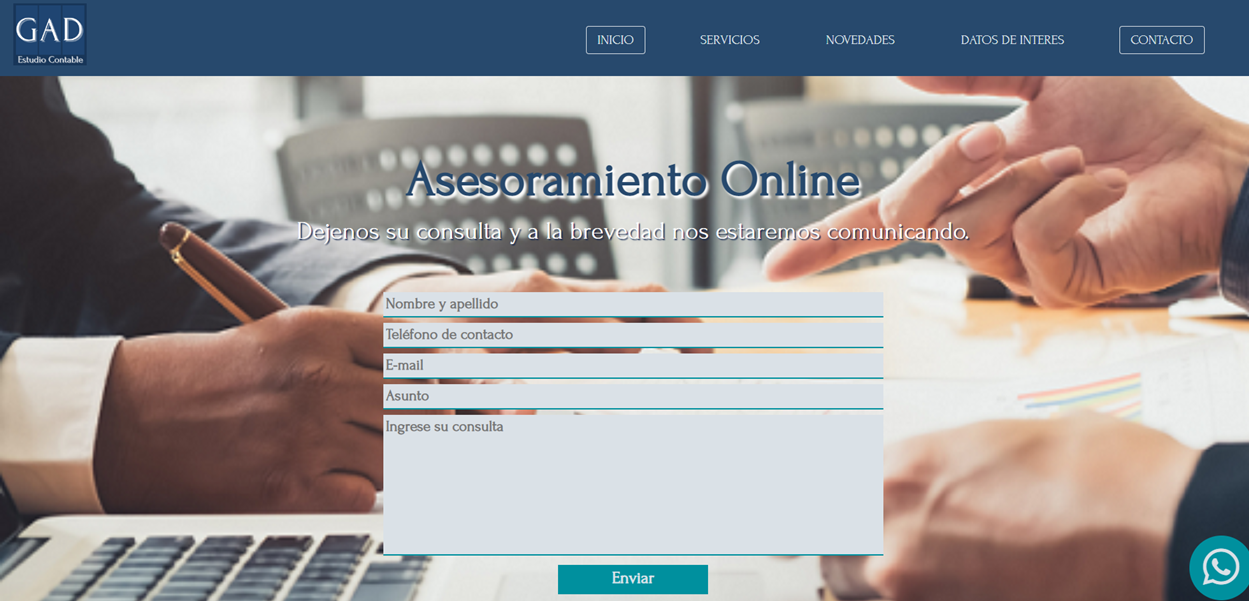 GAD
Estudio Contable
INICIO
SERVICIOS
NOVEDADES
DATOS DE INTERES
CONTACTO
Asesoramiento Online
Dejenos su consulta y a la brevedad nos estaremos comunicando.
Nombre y apellido
Teléfono de contacto
E-mail
Asunto
Ingrese su consulta
Enviar